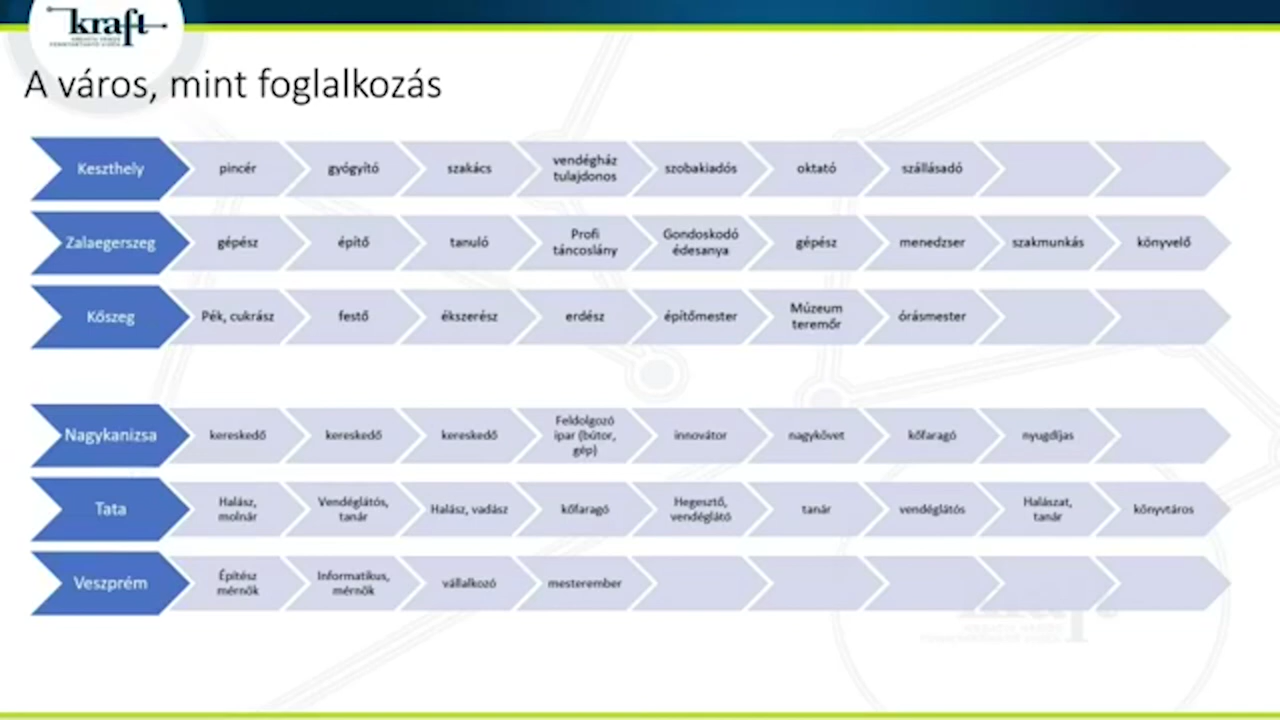 kraft
A város, mint foglalkozás
Keszthely
pincér
gyógyító
szakács
vendégház
tulajdonos
szobakiadós
oktató
szállásadó
Zalaegerszeg
gépész
építő
tanuló
Profi
táncoslány
Gondoskodó
édesanya
gépész
menedzser
szakmunkás
könyvelő
Kőszeg
Pék, cukrász
festő
ékszerész
erdész
építőmester
Múzeum
teremőr
órásmester
Nagykanizsa
kereskedő
kereskedő
kereskedő
Feldolgozó
ipar (bútor,
gép)
innovátor
nagykövet
kőfaragó
nyugdíjas
Tata
Halász,
molnár
Vendéglátós,
tanár
Halász, vadász
kőfaragó
Hegesztő,
vendéglátó
tanár
vendéglátós
Halászat,
tanár
könyvtáros
Veszprém
Építész
mérnök
Informatikus,
mérnök
vállalkozó
mesterember